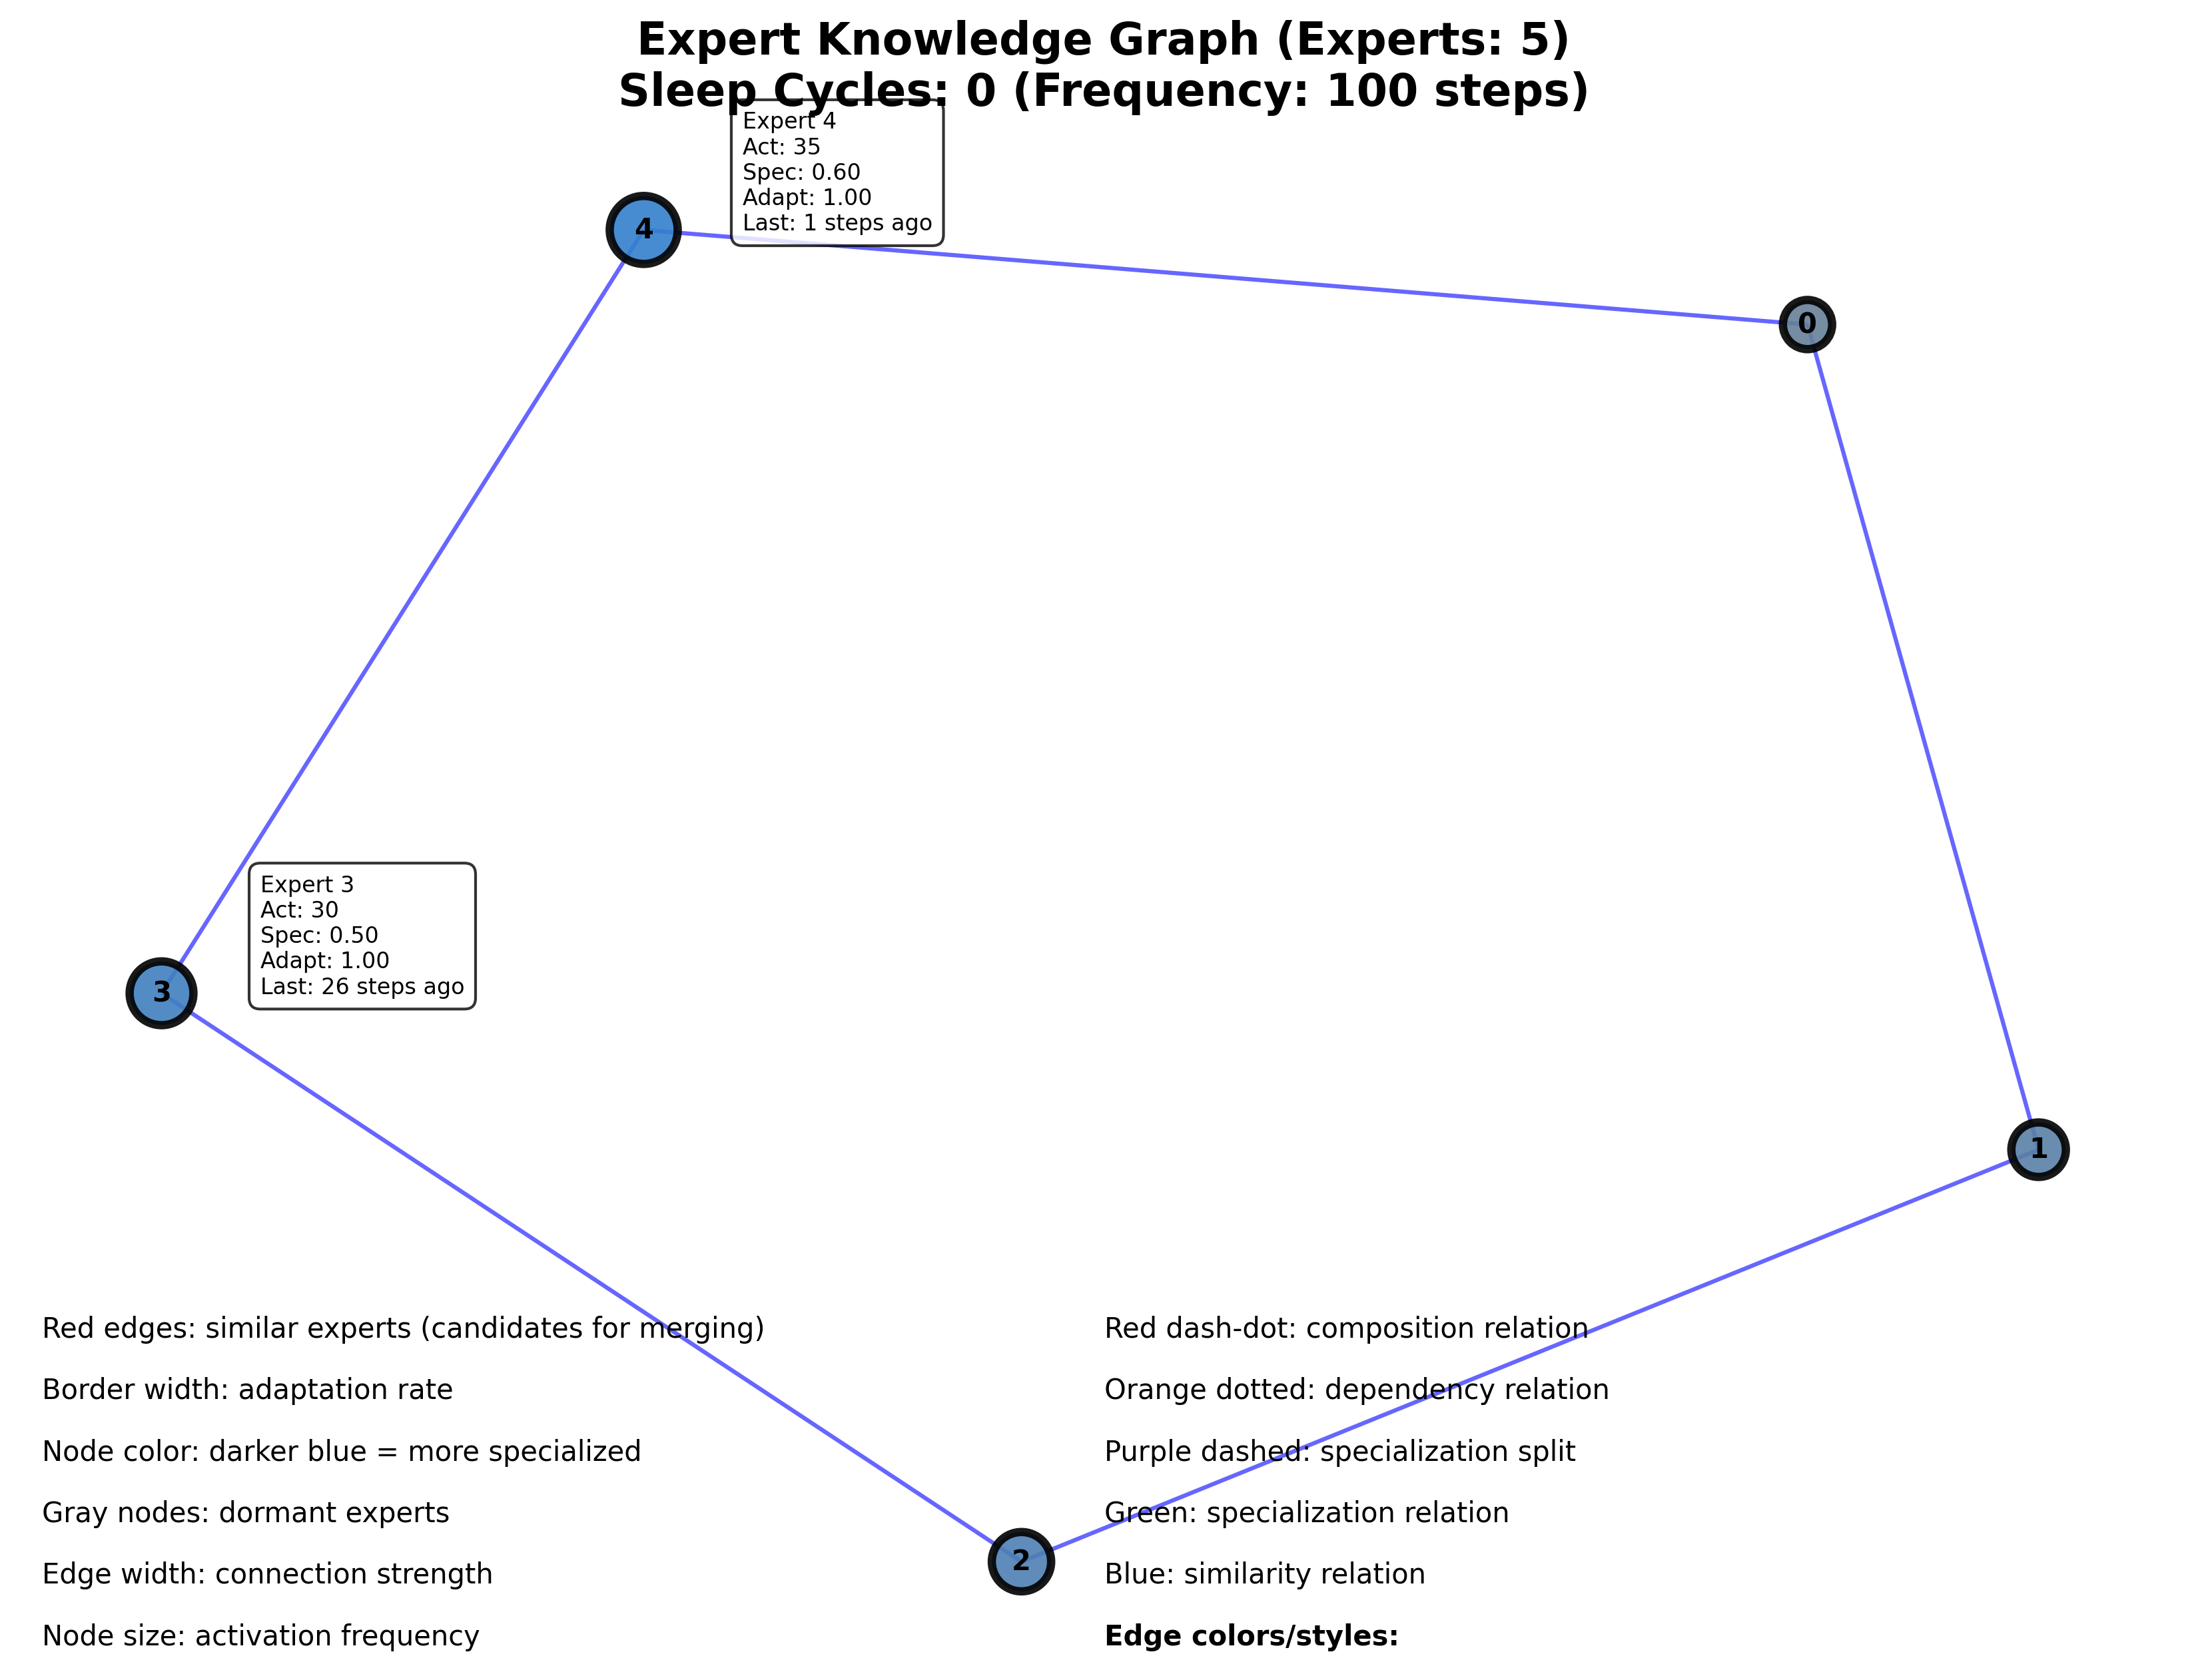 Expert Knowledge Graph (Experts: 5)
Sleep Cycles: 0 (Frequency: 100 steps)
Expert 4
Act: 35
Spec: 0.60
Adapt: 1.00
Last: 1 steps ago
4
0
Expert 3
Act: 30
Spec: 0.50
Adapt: 1.00
Last: 26 steps ago
3
1
2
Red edges: similar experts (candidates for merging)
Border width: adaptation rate
Node color: darker blue = more specialized
Gray nodes: dormant experts
Edge width: connection strength
Node size: activation frequency
Red dash-dot: composition relation
Orange dotted: dependency relation
Purple dashed: specialization split
Green: specialization relation
Blue: similarity relation
Edge colors/styles: